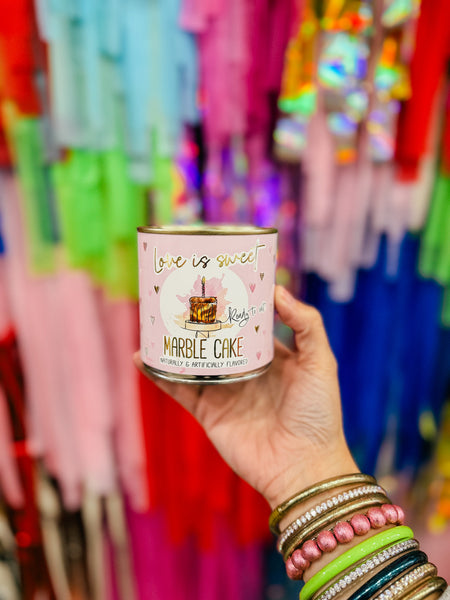 Love is sweet
Ready to eat
MARBLE CAKE
NATURALLY & ARTIFICIALLY FLAVORED